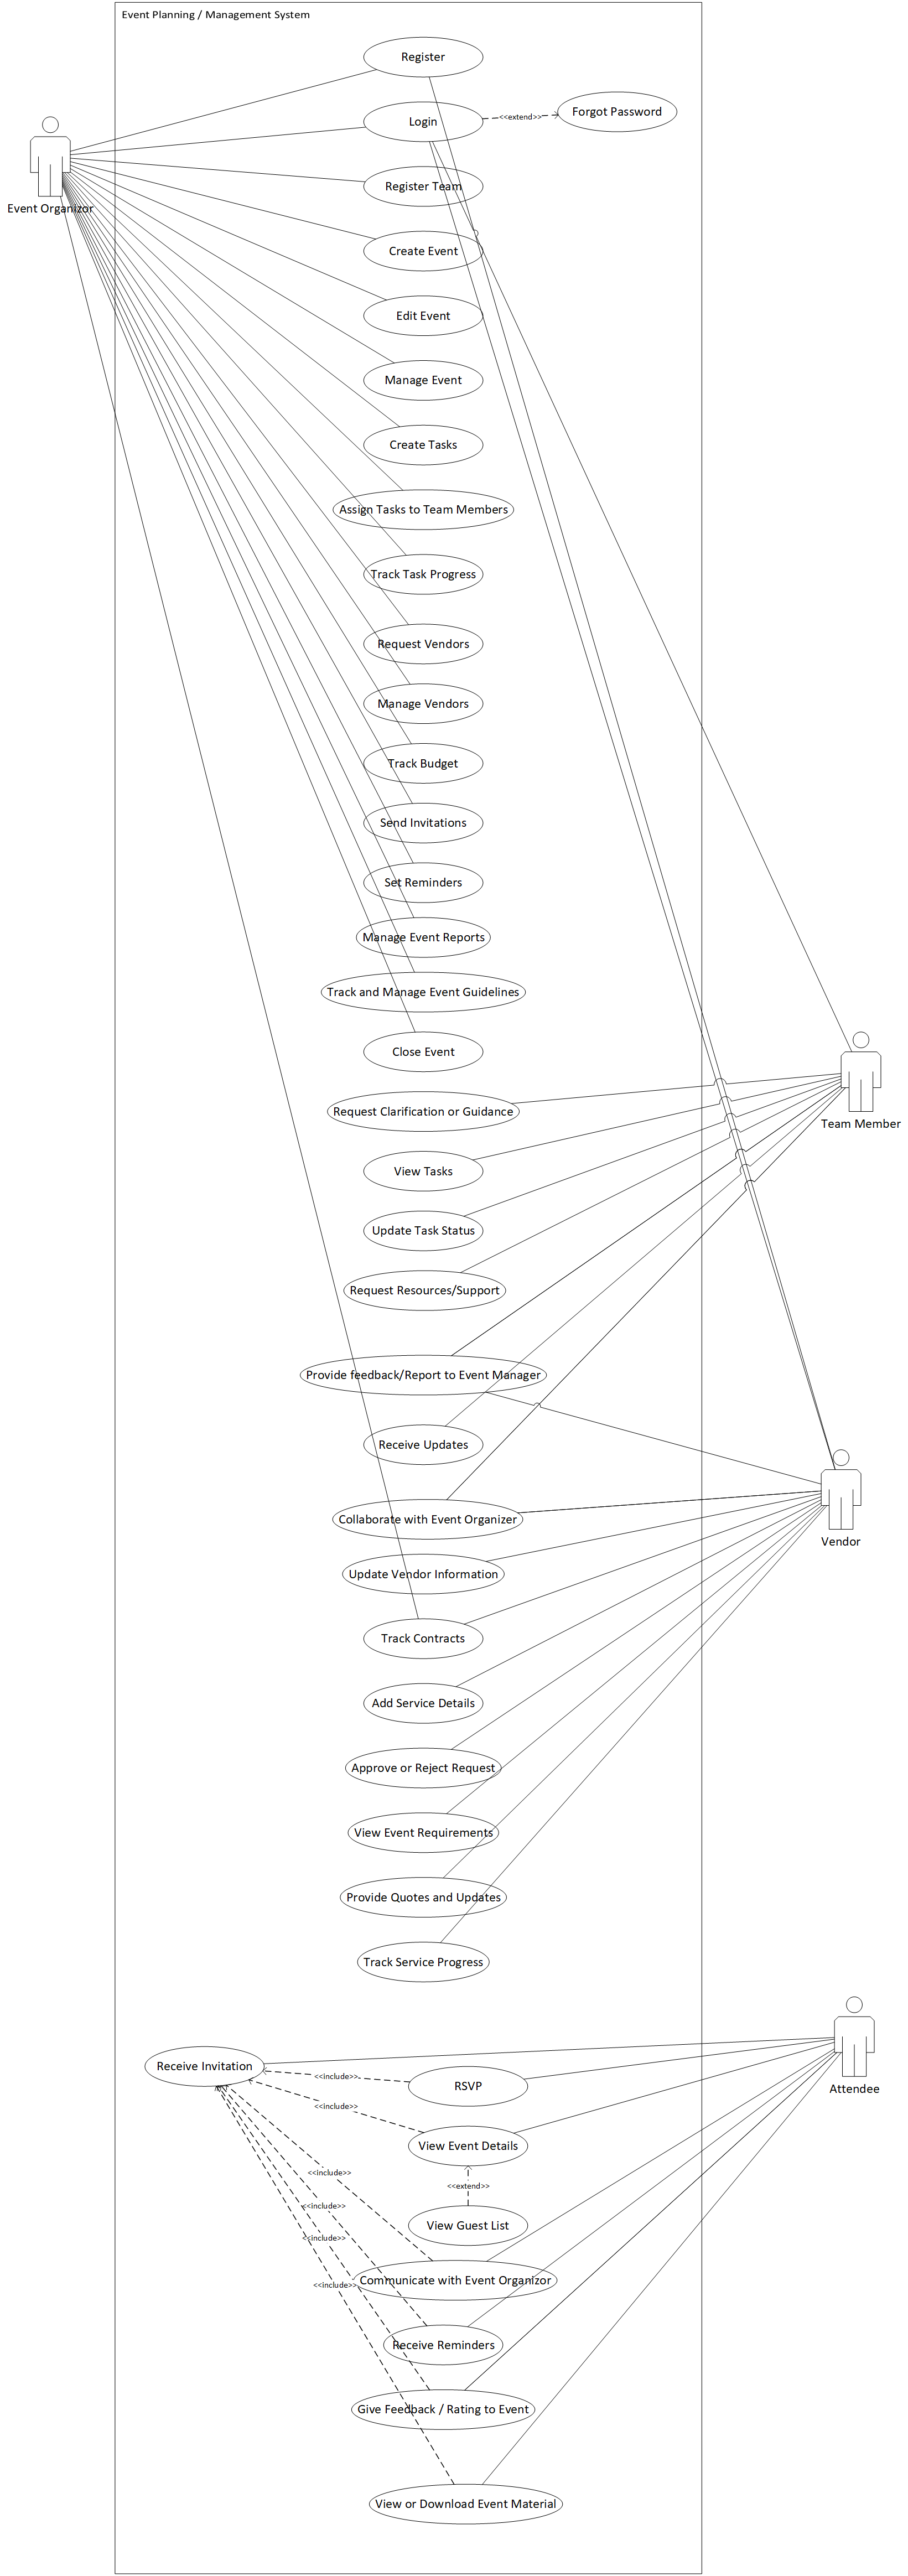 Event Planning / Management System
Register
Forgot Password
<<extend>>
Login
Register Team
Event Organizor
Create Event
Edit Event
Manage Event
Create Tasks
Assign Tasks to Team Members
Track Task Progress
Request Vendors
Manage Vendors
Track Budget
Send Invitations
Set Reminders
Manage Event Reports
Track and Manage Event Guidelines
Close Event
Request Clarification or Guidance
Team Member
View Tasks
Update Task Status
Request Resources/Support
Provide feedback/Report to Event Manager
Receive Updates
Collaborate with Event Organizer
Vendor
Update Vendor Information
Track Contracts
Add Service Details
Approve or Reject Request
View Event Requirements
Provide Quotes and Updates
Track Service Progress
Receive Invitation
<<include>>
RSVP
Attendee
<<include>>
View Event Details
<<include>>
<<extend>>
<<include>>
View Guest List
<<include>>
Communicate with Event Organizor
<<include>>
Receive Reminders
Give Feedback / Rating to Event
View or Download Event Material